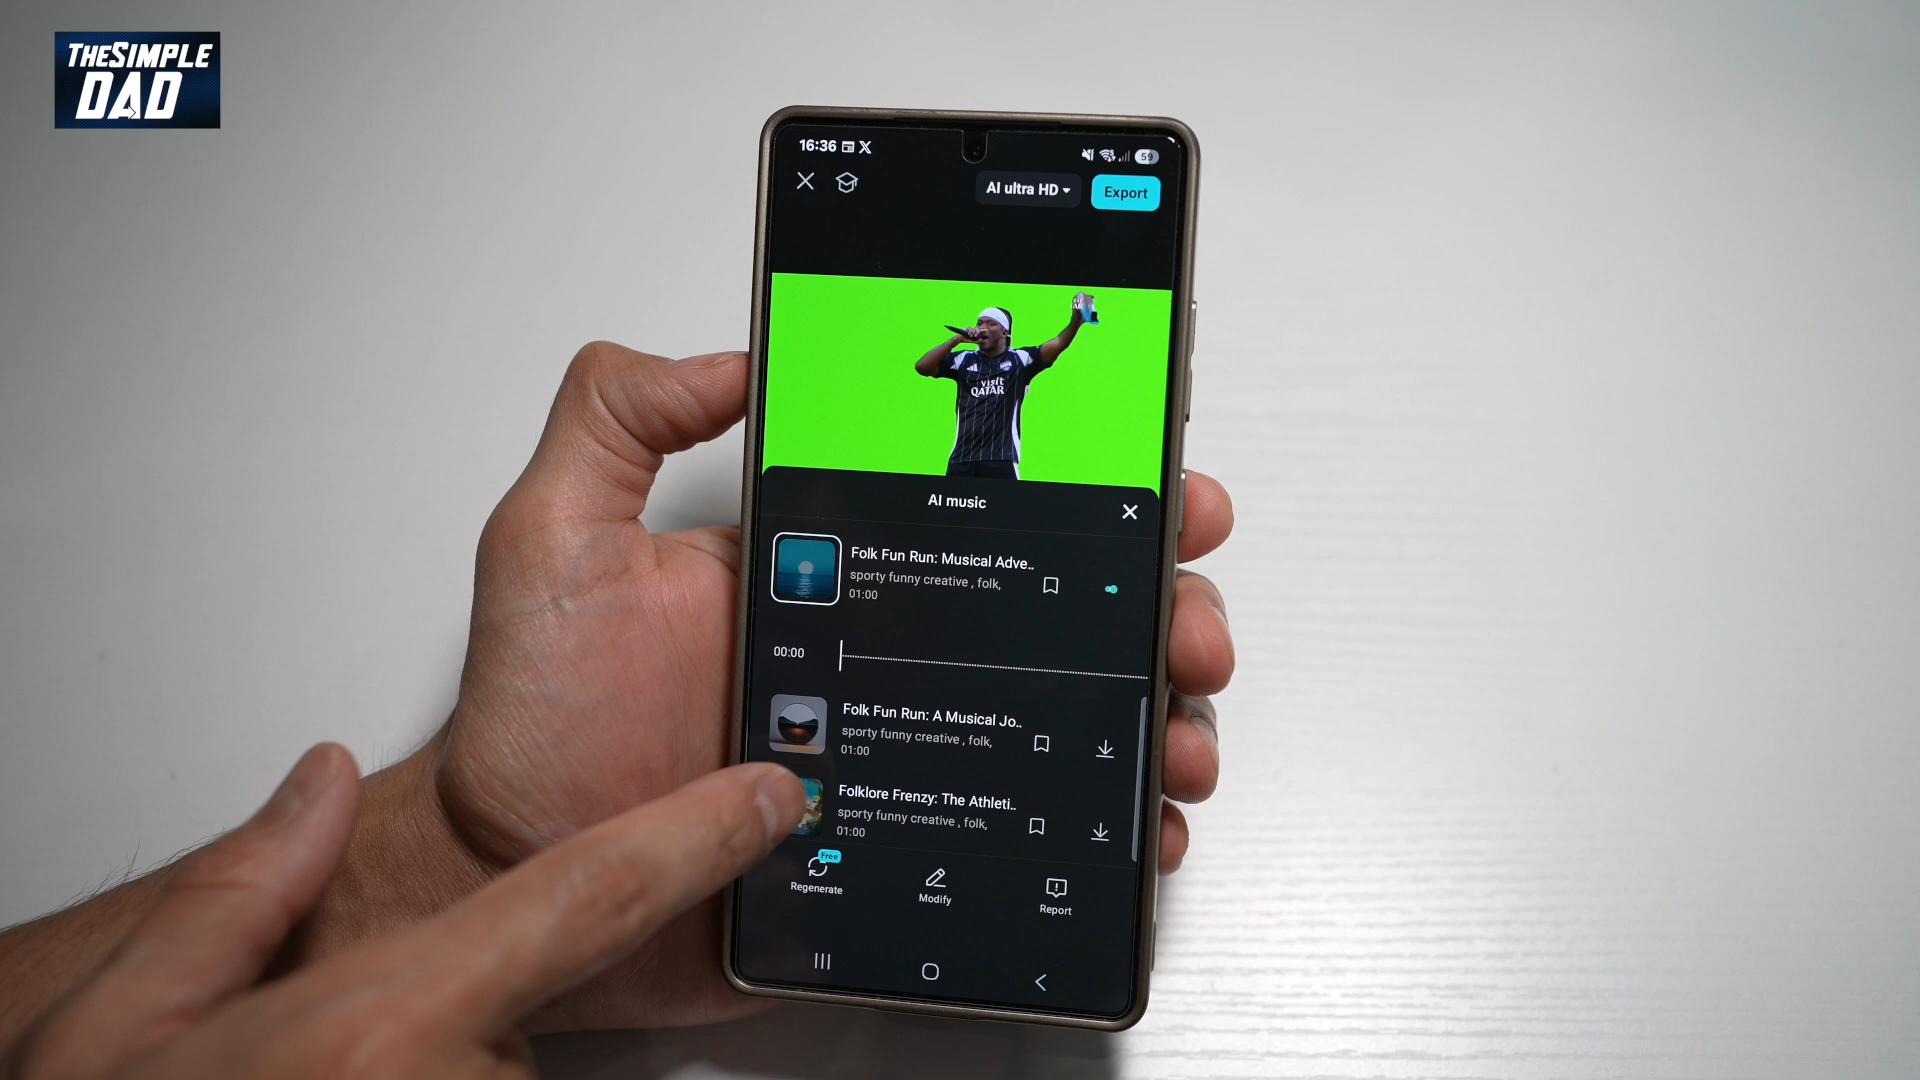 THESIMPLE
DAD
16:36
59
AI ultra HD
Export
visit
QATAR
AI music
Folk Fun Run: Musical Adve..
sporty funny creative , folk,
01:00
00:00
Folk Fun Run: A Musical Jo..
sporty funny creative , folk,
01:00
Folklore Frenzy: The Athleti..
sporty funny creative , folk,
01:00
Free
Regenerate
Modify
Report